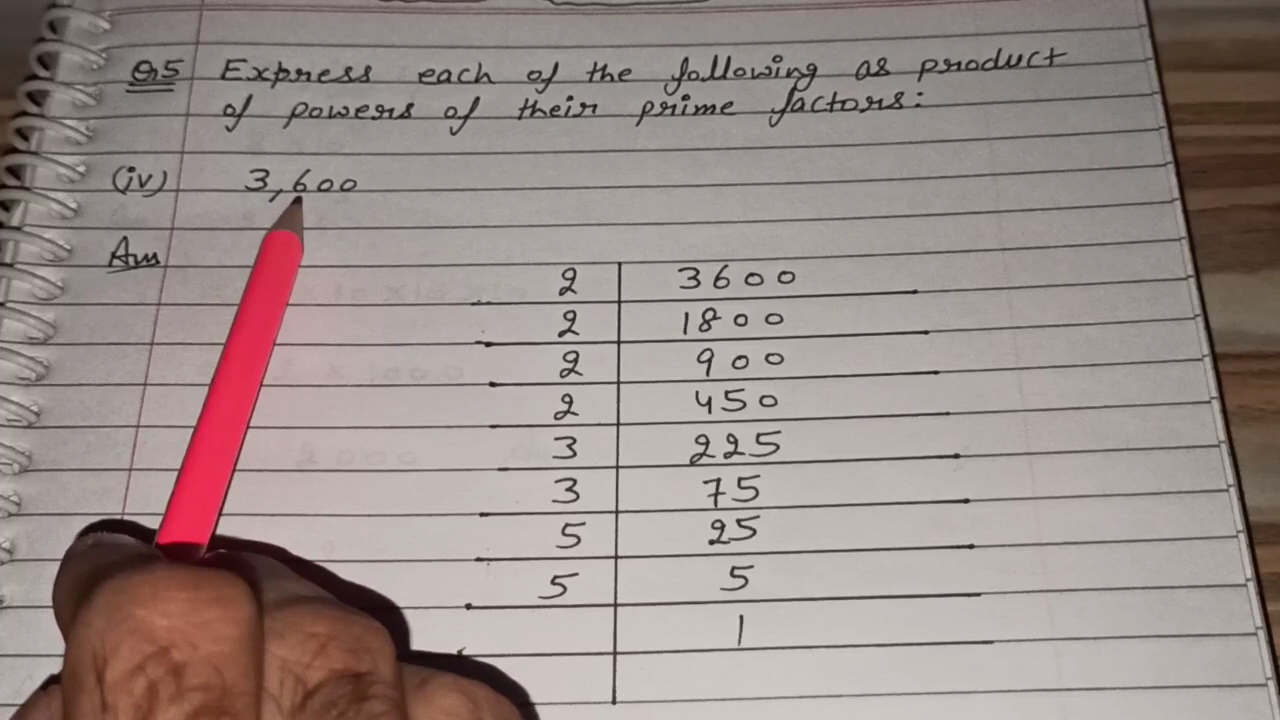 Q5 Express each of the following as product
of powers of their prime factors:
(iv) 3,600
Ans
2 3600
2 1800
2 900
2 450
3 225
3 75
5 25
5 5
1